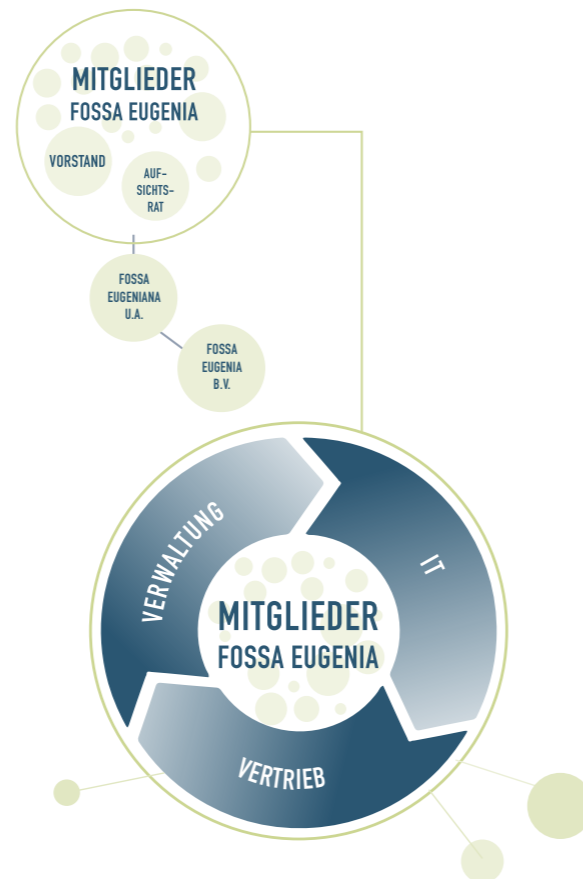 MITGLIEDER
FOSSA EUGENIA
VORSTAND
AUF-
SICHTS-
RAT
FOSSA
EUGENIANA
U.A.
FOSSA
EUGENIA
B.V.
VERWALTUNG
IT
MITGLIEDER
FOSSA EUGENIA
VERTRIEB